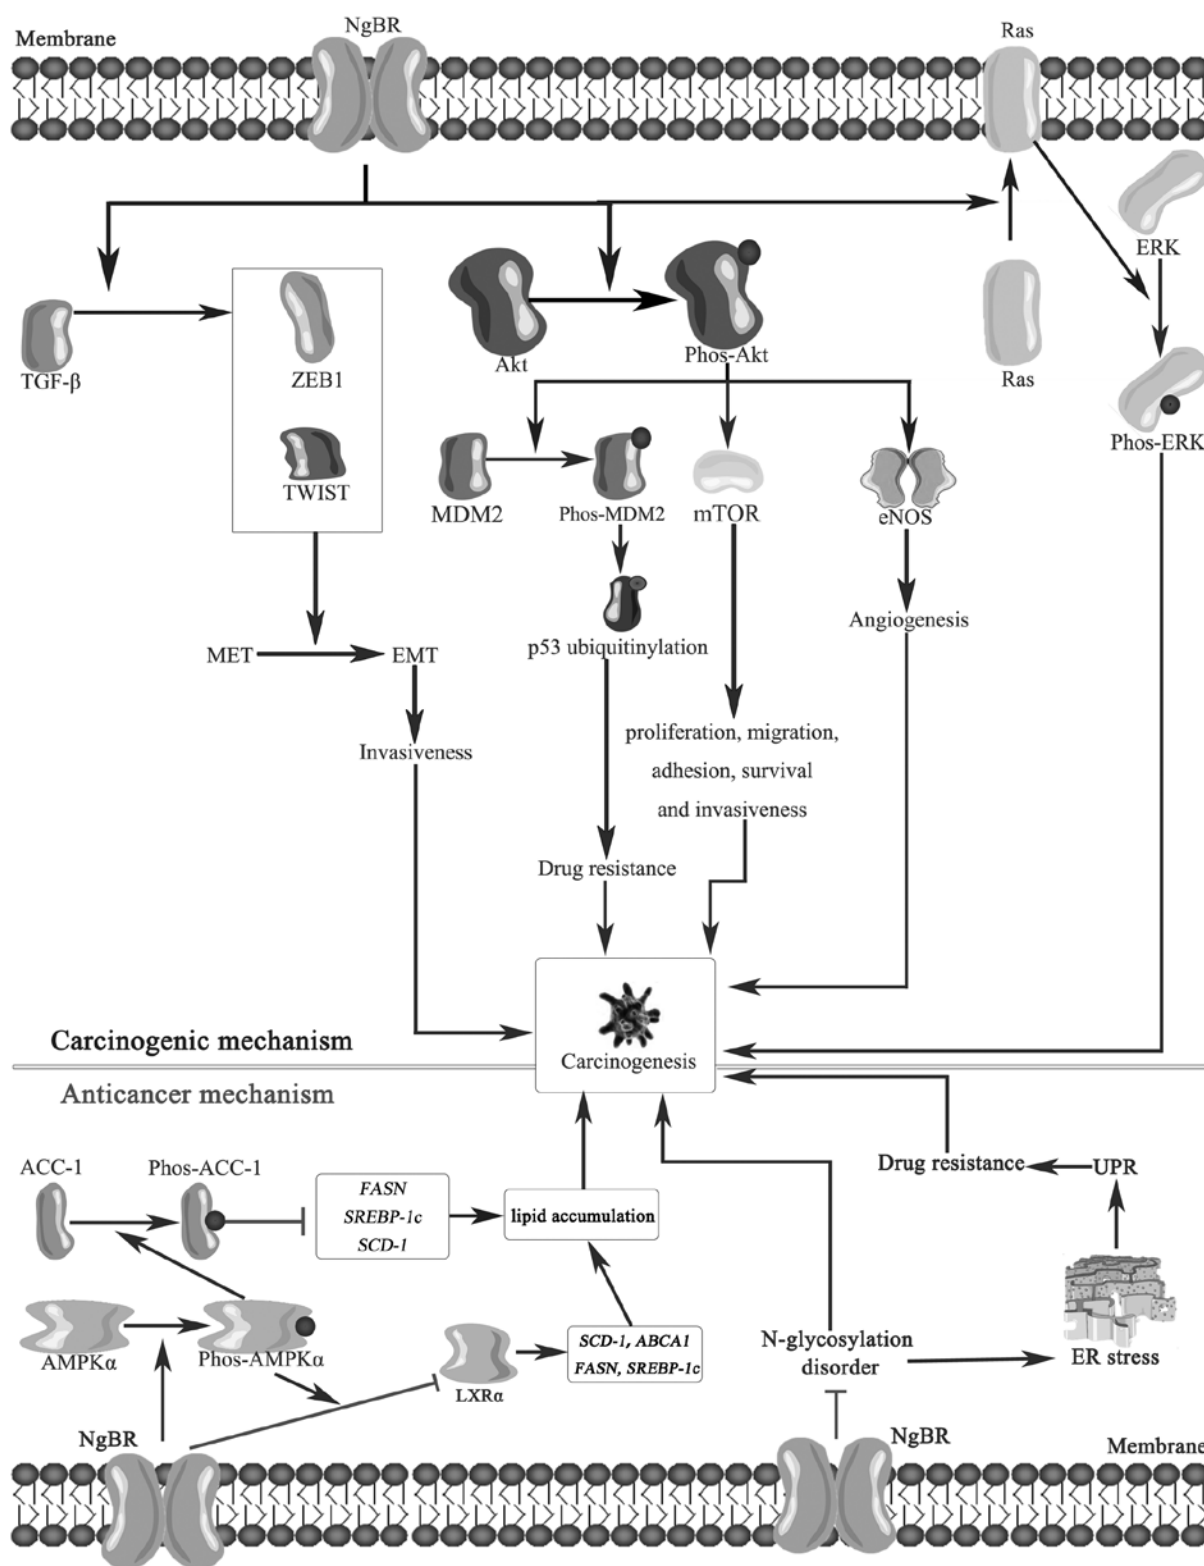 NgBR
Ras
Membrane
ERK
TGF-β
ZEB1
Akt
Phos-Akt
Ras
Phos-ERK
TWIST
MDM2
Phos-MDM2
mTOR
eNOS
Angiogenesis
p53 ubiquitinylation
MET
EMT
Invasiveness
proliferation, migration,
adhesion, survival
and invasiveness
Drug resistance
Carcinogenic mechanism
Carcinogenesis
Anticancer mechanism
ACC-1
Phos-ACC-1
FASN
SREBP-1c
SCD-1
lipid accumulation
Drug resistance
UPR
AMPKα
Phos-AMPKα
LXRα
SCD-1, ABCA1
FASN, SREBP-1c
N-glycosylation
disorder
ER stress
NgBR
NgBR
Membrane